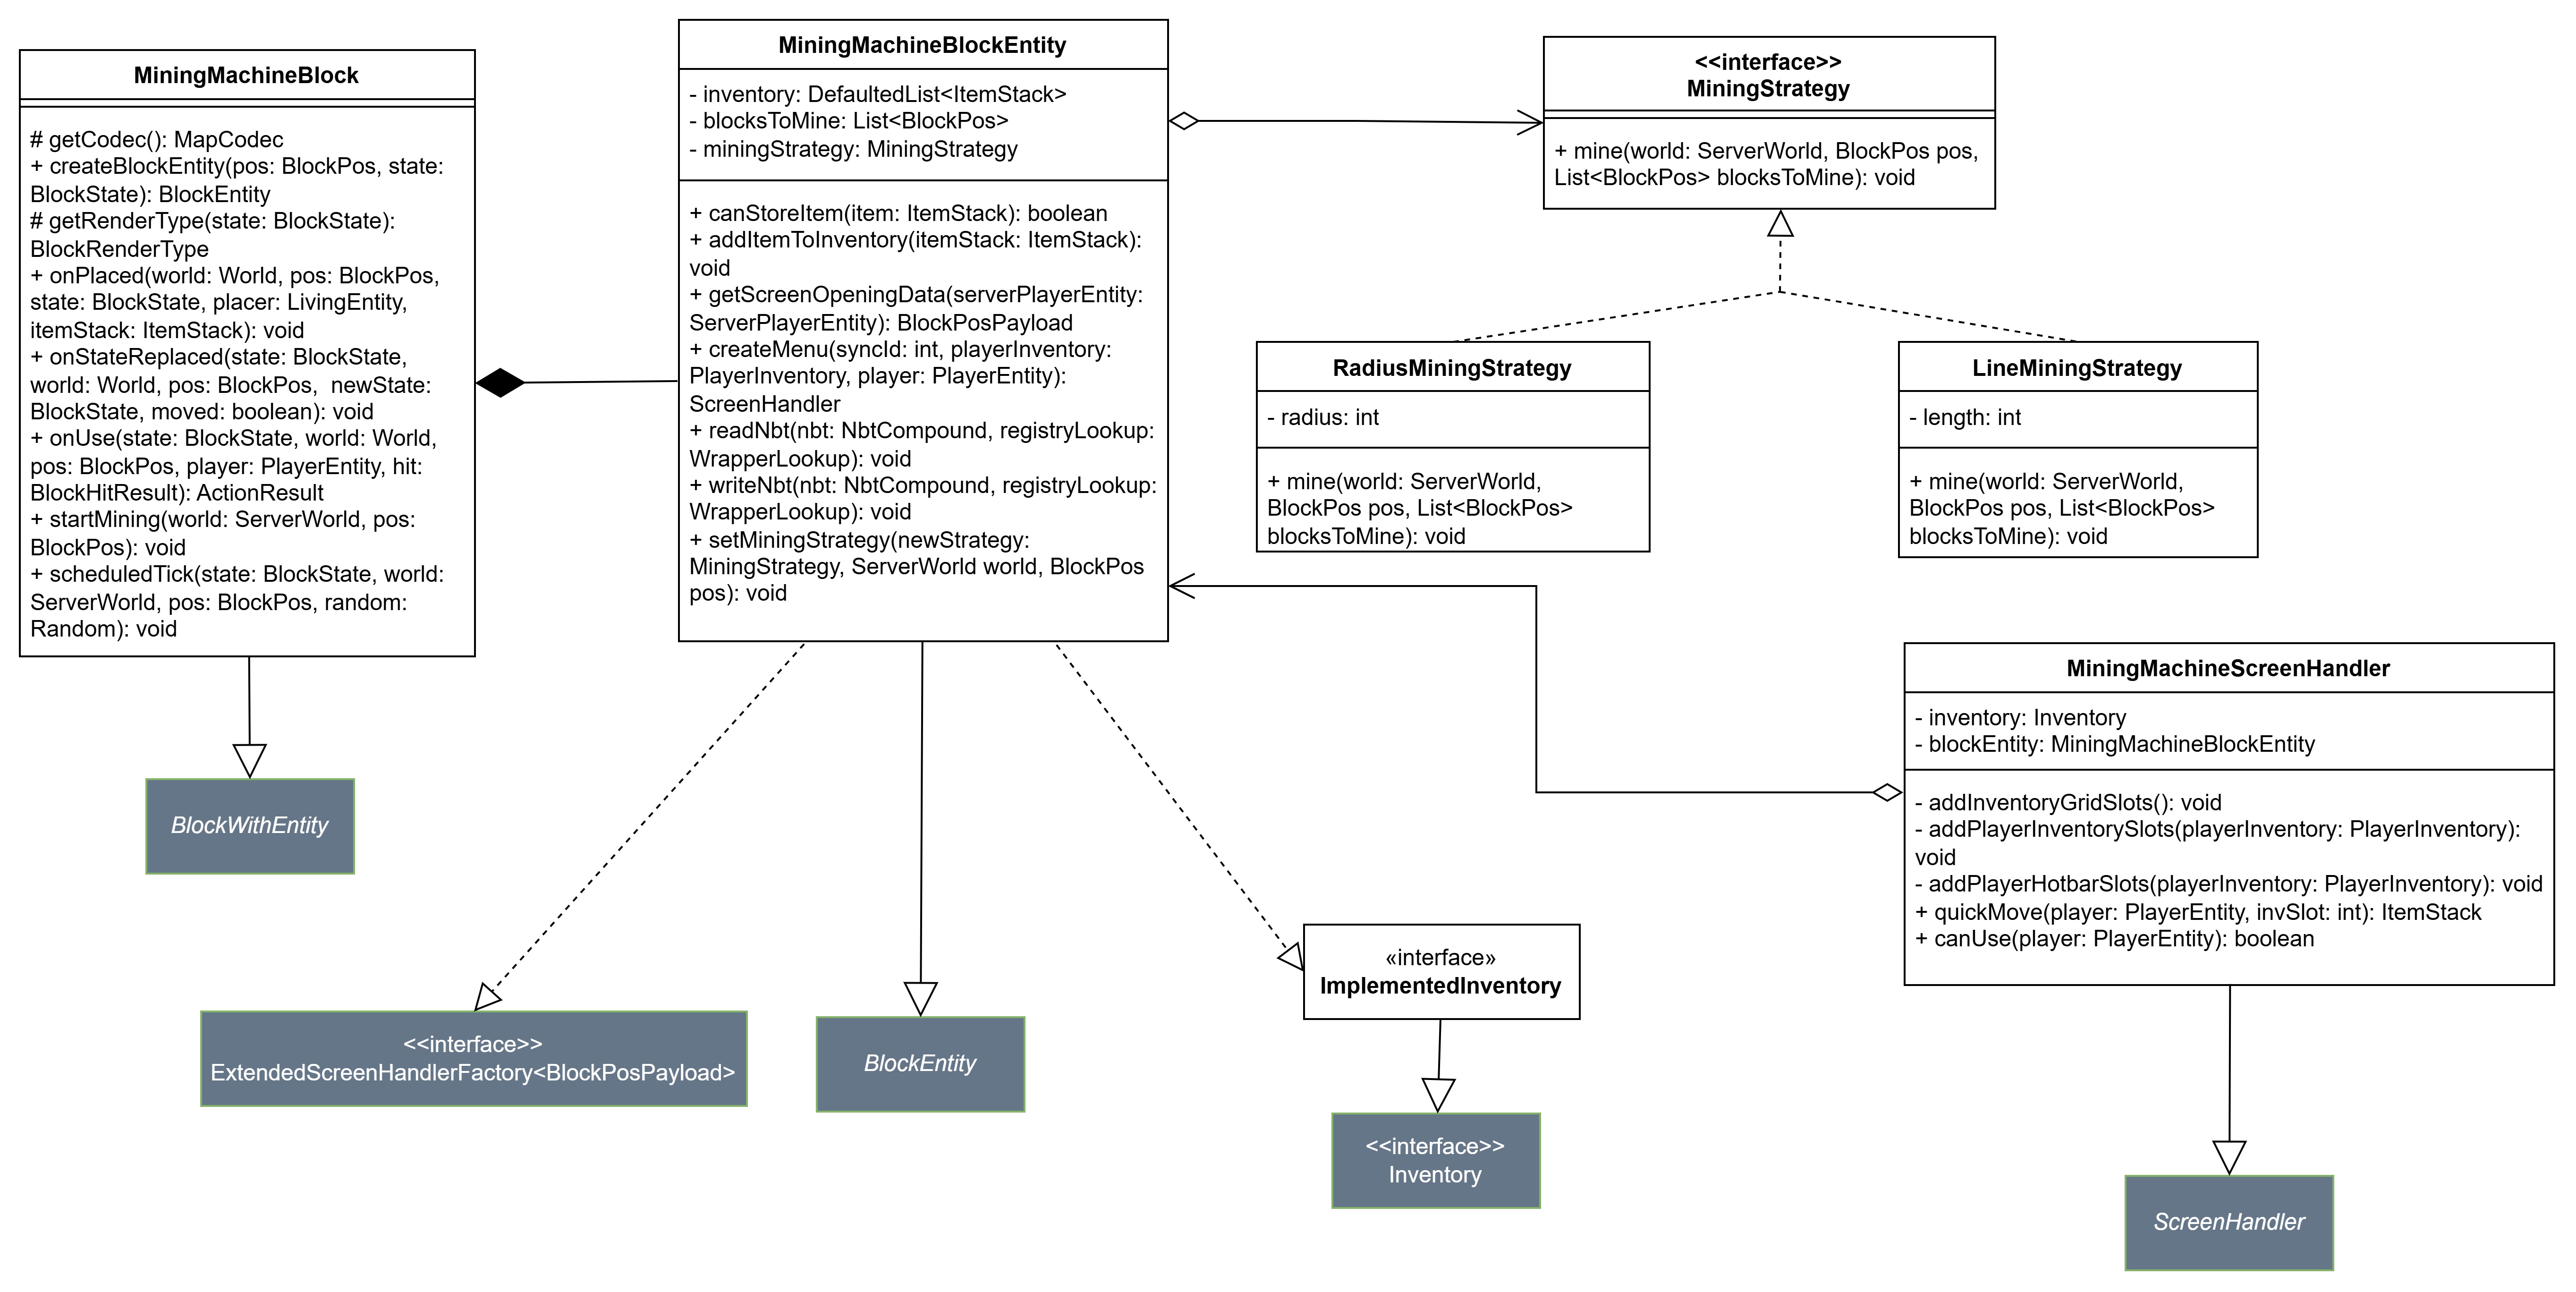 MiningMachineBlock
# getCodec(): MapCodec
+ createBlockEntity(pos: BlockPos, state:
BlockState): BlockEntity
# getRenderType(state: BlockState):
BlockRenderType
+ onPlaced(world: World, pos: BlockPos,
state: BlockState, placer: LivingEntity,
itemStack: ItemStack): void
+ onStateReplaced(state: BlockState,
world: World, pos: BlockPos,  newState:
BlockState, moved: boolean): void
+ onUse(state: BlockState, world: World,
pos: BlockPos, player: PlayerEntity, hit:
BlockHitResult): ActionResult
+ startMining(world: ServerWorld, pos:
BlockPos): void
+ scheduledTick(state: BlockState, world:
ServerWorld, pos: BlockPos, random:
Random): void
MiningMachineBlockEntity
- inventory: DefaultedList<ItemStack>
- blocksToMine: List<BlockPos>
- miningStrategy: MiningStrategy
+ canStoreItem(item: ItemStack): boolean
+ addItemToInventory(itemStack: ItemStack):
void
+ getScreenOpeningData(serverPlayerEntity:
ServerPlayerEntity): BlockPosPayload
+ createMenu(syncId: int, playerInventory:
PlayerInventory, player: PlayerEntity):
ScreenHandler
+ readNbt(nbt: NbtCompound, registryLookup:
WrapperLookup): void
+ writeNbt(nbt: NbtCompound, registryLookup:
WrapperLookup): void
+ setMiningStrategy(newStrategy:
MiningStrategy, ServerWorld world, BlockPos
pos): void
<<interface>>
MiningStrategy
+ mine(world: ServerWorld, BlockPos pos,
List<BlockPos> blocksToMine): void
RadiusMiningStrategy
- radius: int
+ mine(world: ServerWorld,
BlockPos pos, List<BlockPos>
blocksToMine): void
LineMiningStrategy
- length: int
+ mine(world: ServerWorld,
BlockPos pos, List<BlockPos>
blocksToMine): void
MiningMachineScreenHandler
- inventory: Inventory
- blockEntity: MiningMachineBlockEntity
- addInventoryGridSlots(): void
- addPlayerInventorySlots(playerInventory: PlayerInventory):
void
- addPlayerHotbarSlots(playerInventory: PlayerInventory): void
+ quickMove(player: PlayerEntity, invSlot: int): ItemStack
+ canUse(player: PlayerEntity): boolean
BlockWithEntity
<<interface>>
ExtendedScreenHandlerFactory<BlockPosPayload>
BlockEntity
«interface»
ImplementedInventory
<<interface>>
Inventory
ScreenHandler